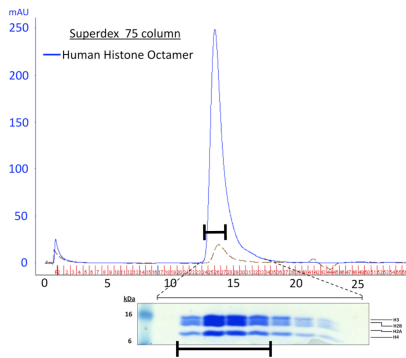 mAU
250
Superdex 75 column
Human Histone Octamer
200
150
100
50
0
0 5 10 15 20 25
kDa
16
H3
H2B
H2A
6
H4